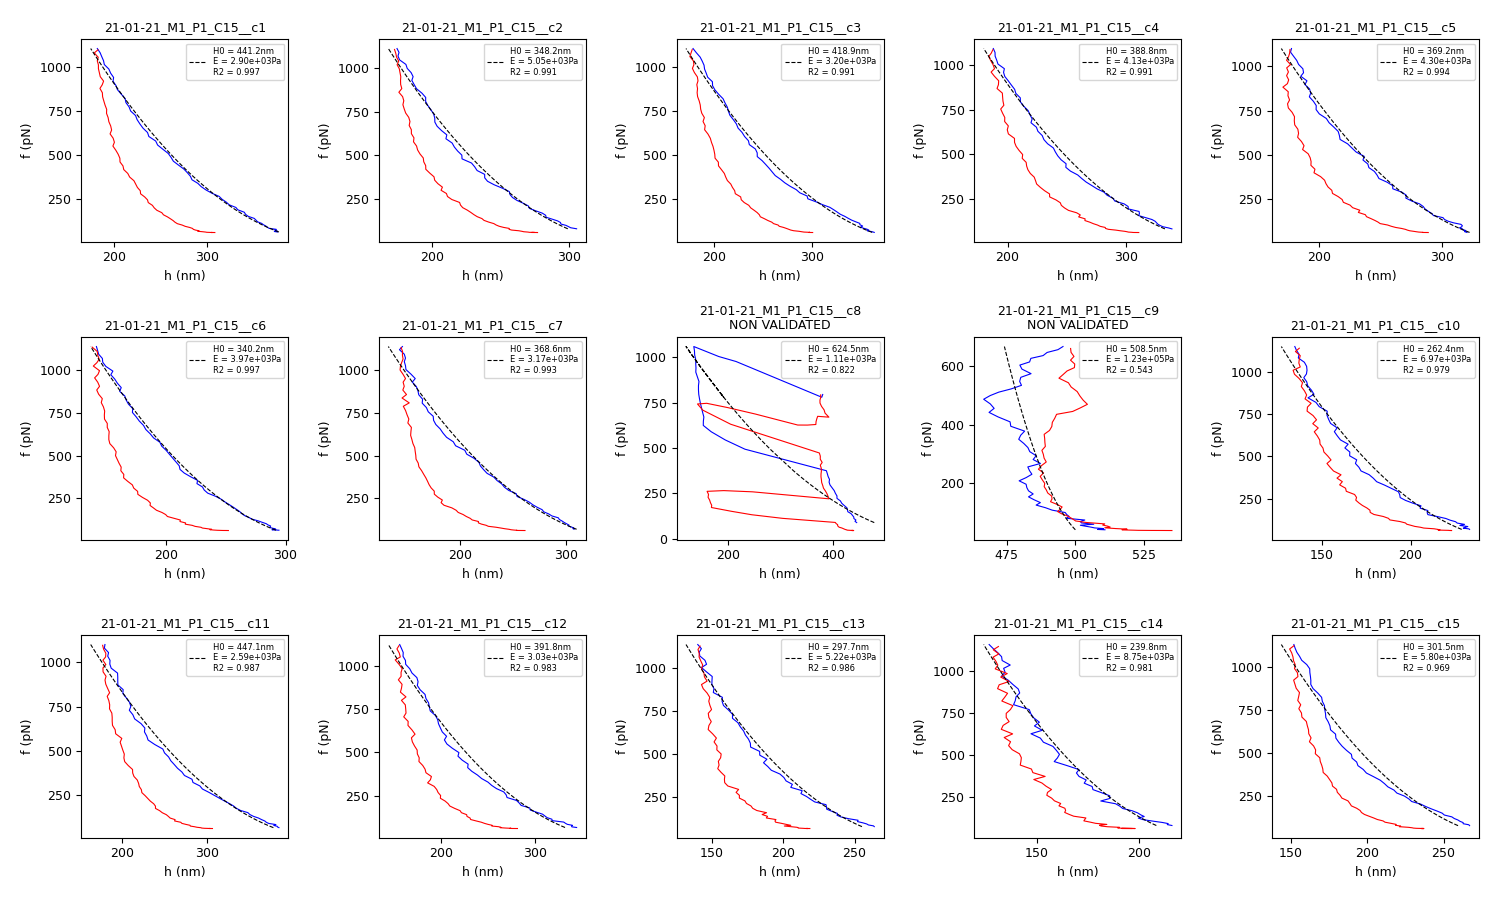 21-01-21_M1_P1_C15__c1
H0 = 441.2nm
E = 2.90e+03Pa
R2 = 0.997
1000
750
500
250
f (pN)
200
300
h (nm)
21-01-21_M1_P1_C15__c2
H0 = 348.2nm
E = 5.05e+03Pa
R2 = 0.991
1000
750
500
250
f (pN)
200
300
h (nm)
21-01-21_M1_P1_C15__c3
H0 = 418.9nm
E = 3.20e+03Pa
R2 = 0.991
1000
750
500
250
f (pN)
200
300
h (nm)
21-01-21_M1_P1_C15__c4
H0 = 388.8nm
E = 4.13e+03Pa
R2 = 0.991
1000
750
500
250
f (pN)
200
300
h (nm)
21-01-21_M1_P1_C15__c5
H0 = 369.2nm
E = 4.30e+03Pa
R2 = 0.994
1000
750
500
250
f (pN)
200
300
h (nm)
21-01-21_M1_P1_C15__c6
H0 = 340.2nm
E = 3.97e+03Pa
R2 = 0.997
1000
750
500
250
f (pN)
200
300
h (nm)
21-01-21_M1_P1_C15__c7
H0 = 368.6nm
E = 3.17e+03Pa
R2 = 0.993
1000
750
500
250
f (pN)
200
300
h (nm)
21-01-21_M1_P1_C15__c8
NON VALIDATED
H0 = 624.5nm
E = 1.11e+03Pa
R2 = 0.822
1000
750
500
250
0
f (pN)
200
400
h (nm)
21-01-21_M1_P1_C15__c9
NON VALIDATED
H0 = 508.5nm
E = 1.23e+05Pa
R2 = 0.543
600
400
200
f (pN)
475
500
525
h (nm)
21-01-21_M1_P1_C15__c10
H0 = 262.4nm
E = 6.97e+03Pa
R2 = 0.979
1000
750
500
250
f (pN)
150
200
h (nm)
21-01-21_M1_P1_C15__c11
H0 = 447.1nm
E = 2.59e+03Pa
R2 = 0.987
1000
750
500
250
f (pN)
200
300
h (nm)
21-01-21_M1_P1_C15__c12
H0 = 391.8nm
E = 3.03e+03Pa
R2 = 0.983
1000
750
500
250
f (pN)
200
300
h (nm)
21-01-21_M1_P1_C15__c13
H0 = 297.7nm
E = 5.22e+03Pa
R2 = 0.986
1000
750
500
250
f (pN)
150
200
250
h (nm)
21-01-21_M1_P1_C15__c14
H0 = 239.8nm
E = 8.75e+03Pa
R2 = 0.981
1000
750
500
250
f (pN)
150
200
h (nm)
21-01-21_M1_P1_C15__c15
H0 = 301.5nm
E = 5.80e+03Pa
R2 = 0.969
1000
750
500
250
f (pN)
150
200
250
h (nm)